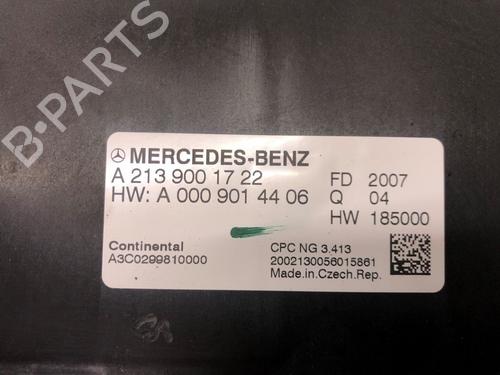 B-PARTS
MERCEDES-BENZ
A 213 900 17 22
HW: A 000 901 44 06
FD 2007
Q 04
HW 185000
Continental
A3C0299810000
CPC NG 3.413
2002130056015861
Made.in.Czech.Rep.